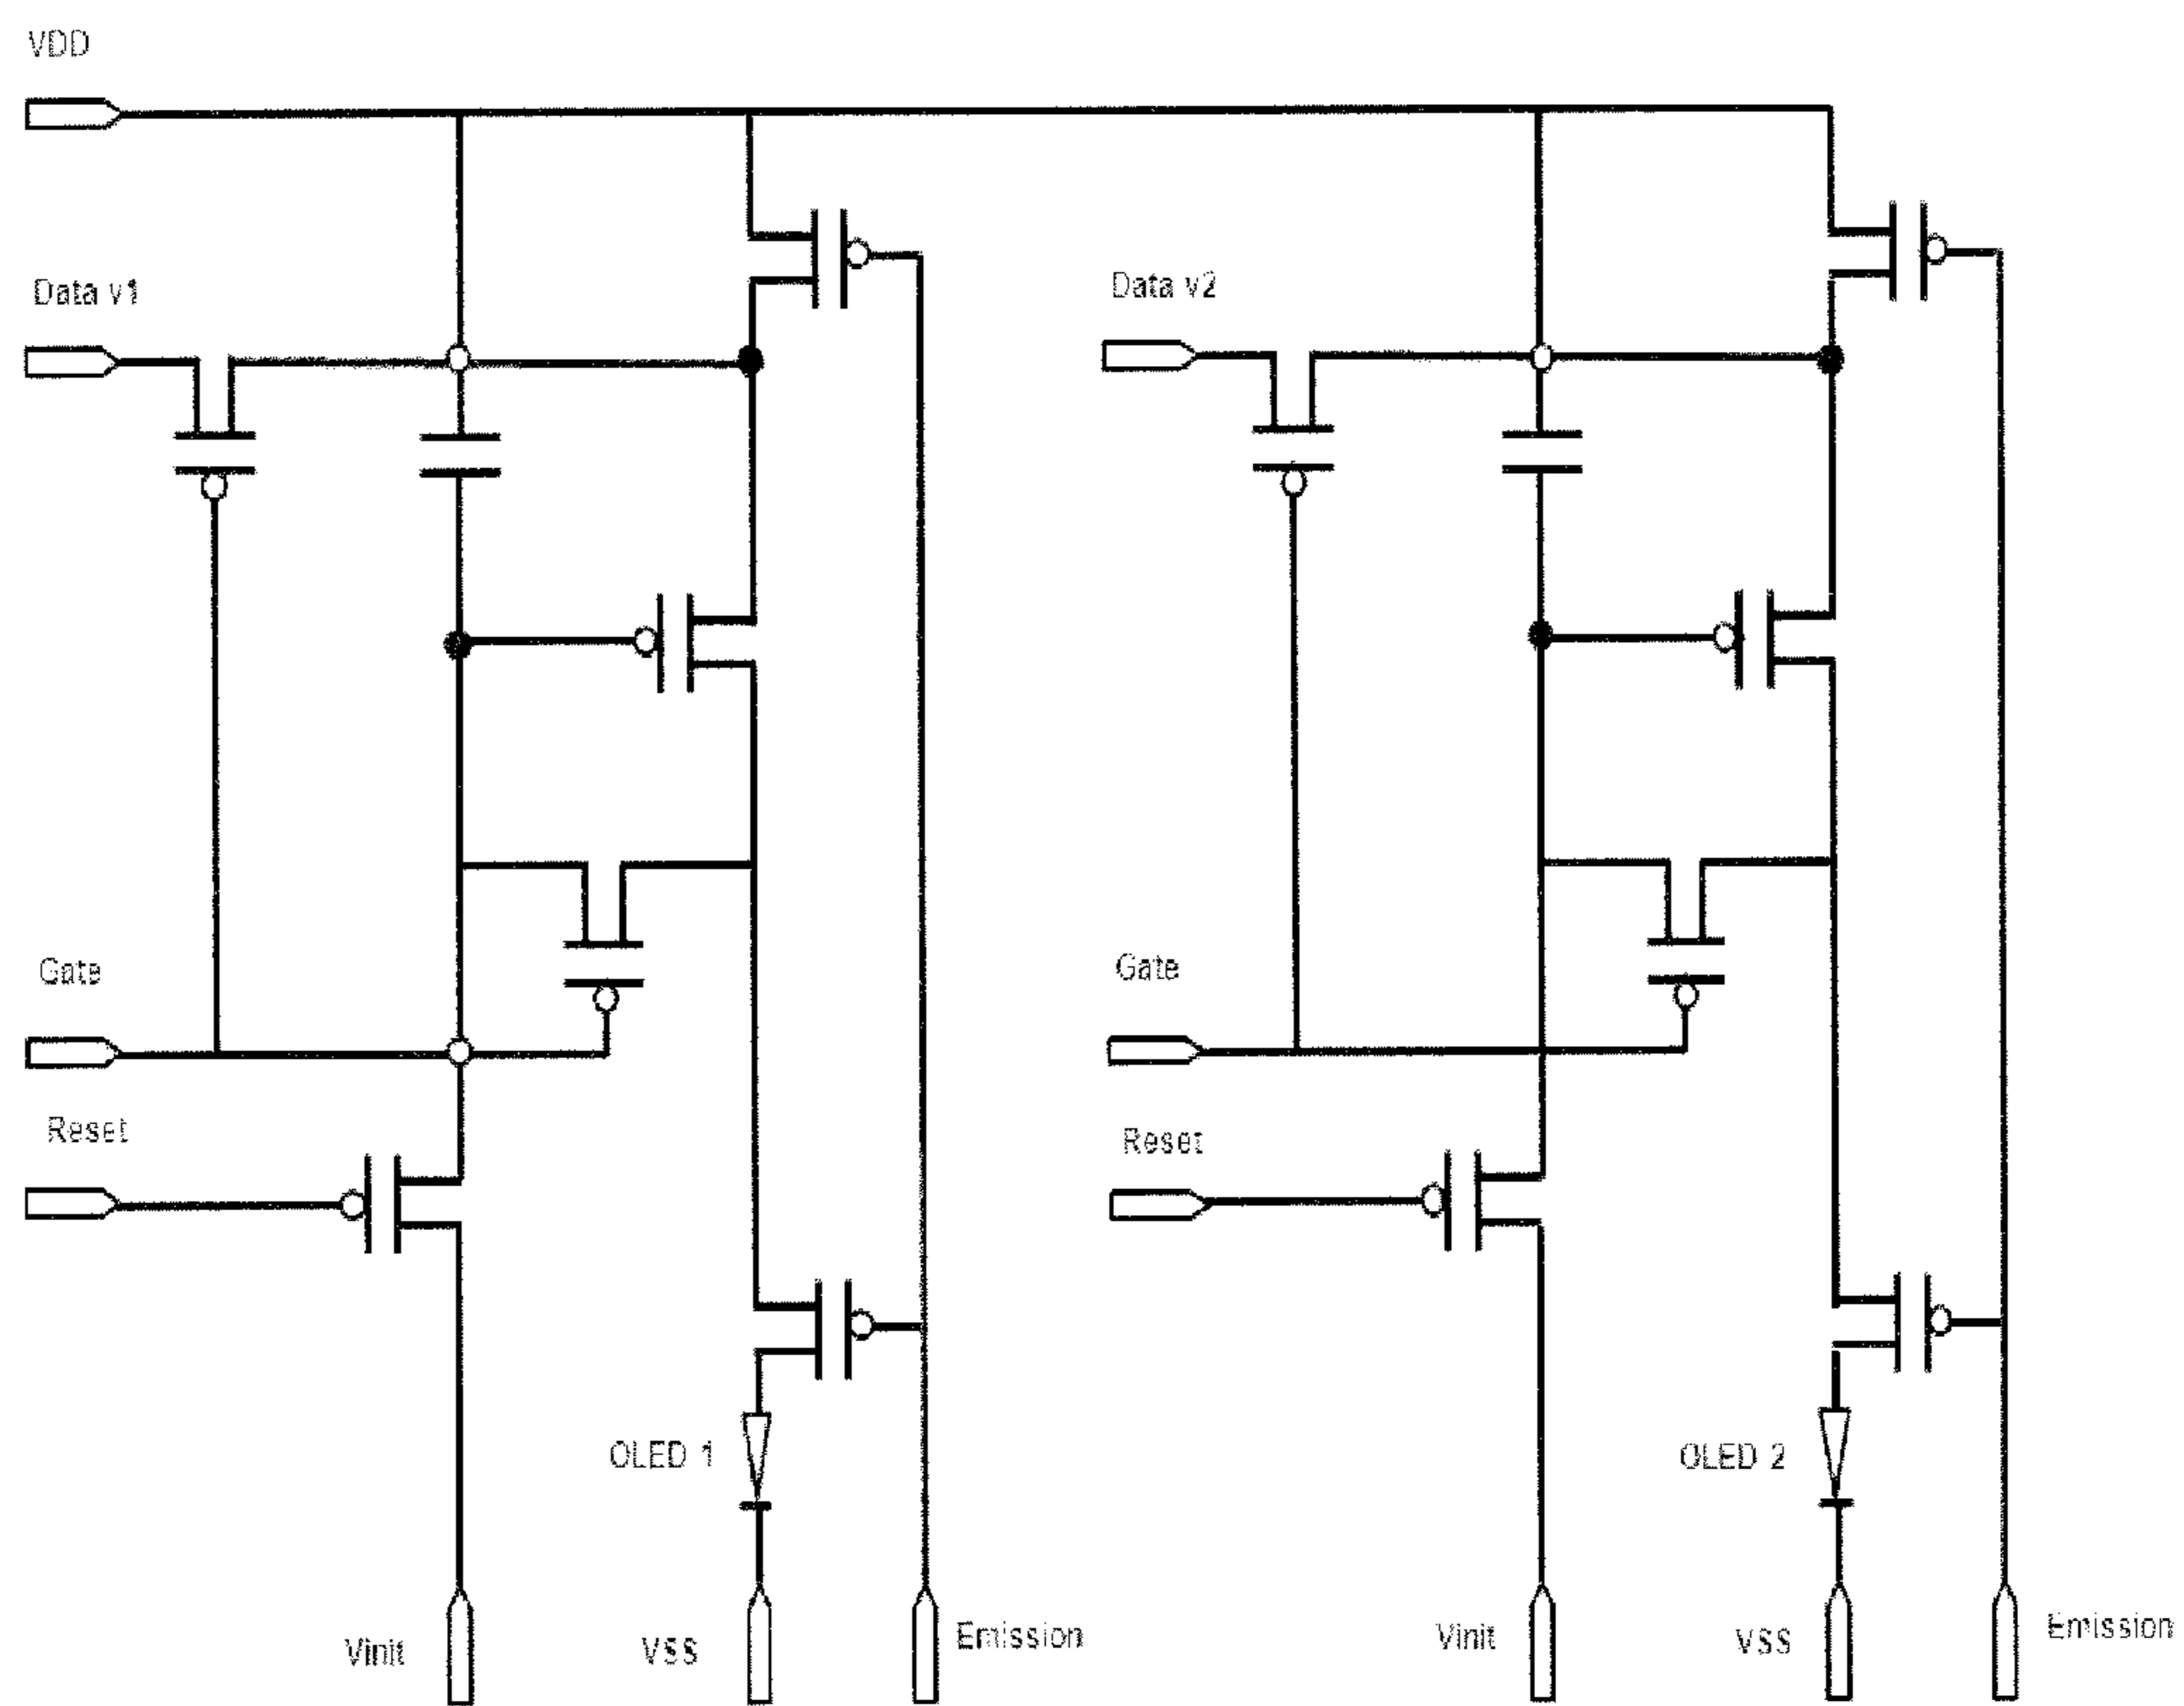 VDD
Data v1
Data v2
Gate
Gate
Reset
Reset
OLED 1
OLED 2
Vinit
VSS
Emission
Vinit
VSS
Emission